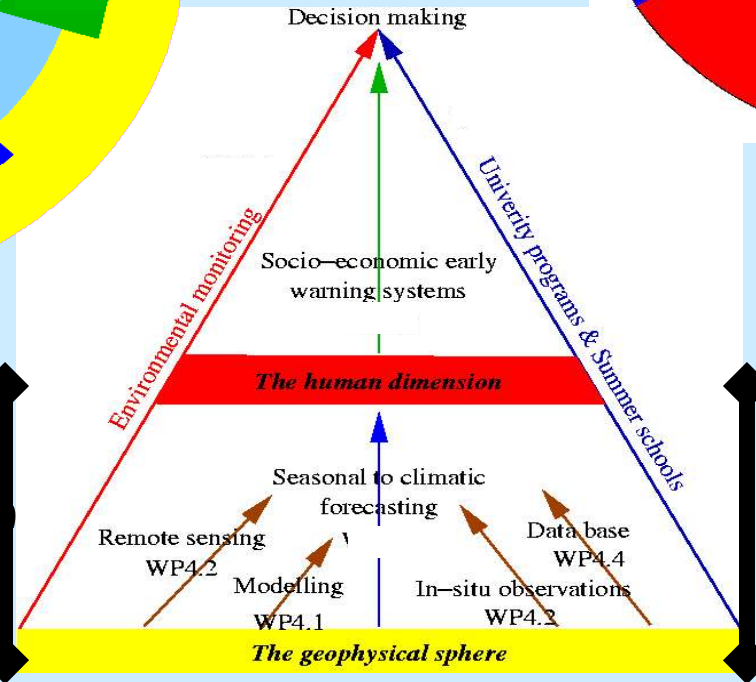 Decision making
Environmental monitoring
Univerity programs & Summer schools
Socio-economic early
warning systems
The human dimension
Seasonal to climatic
forecasting
Remote sensing
WP4.2
Modelling
WP4.1
Data base
WP4.4
In-situ observations
WP4.2
The geophysical sphere